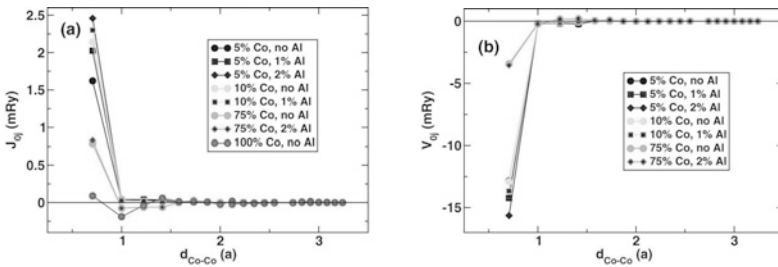 (a)
2.5
2
1.5
1
0.5
0
J0j (mRy)
5% Co, no Al
5% Co, 1% Al
5% Co, 2% Al
10% Co, no Al
10% Co, 1% Al
75% Co, no Al
75% Co, 2% Al
100% Co, no Al
1
2
3
dCo-Co (a)
(b)
0
-5
-10
-15
V0j (mRy)
5% Co, no Al
5% Co, 1% Al
5% Co, 2% Al
10% Co, no Al
10% Co, 1% Al
75% Co, no Al
75% Co, 2% Al
1
2
3
dCo-Co (a)